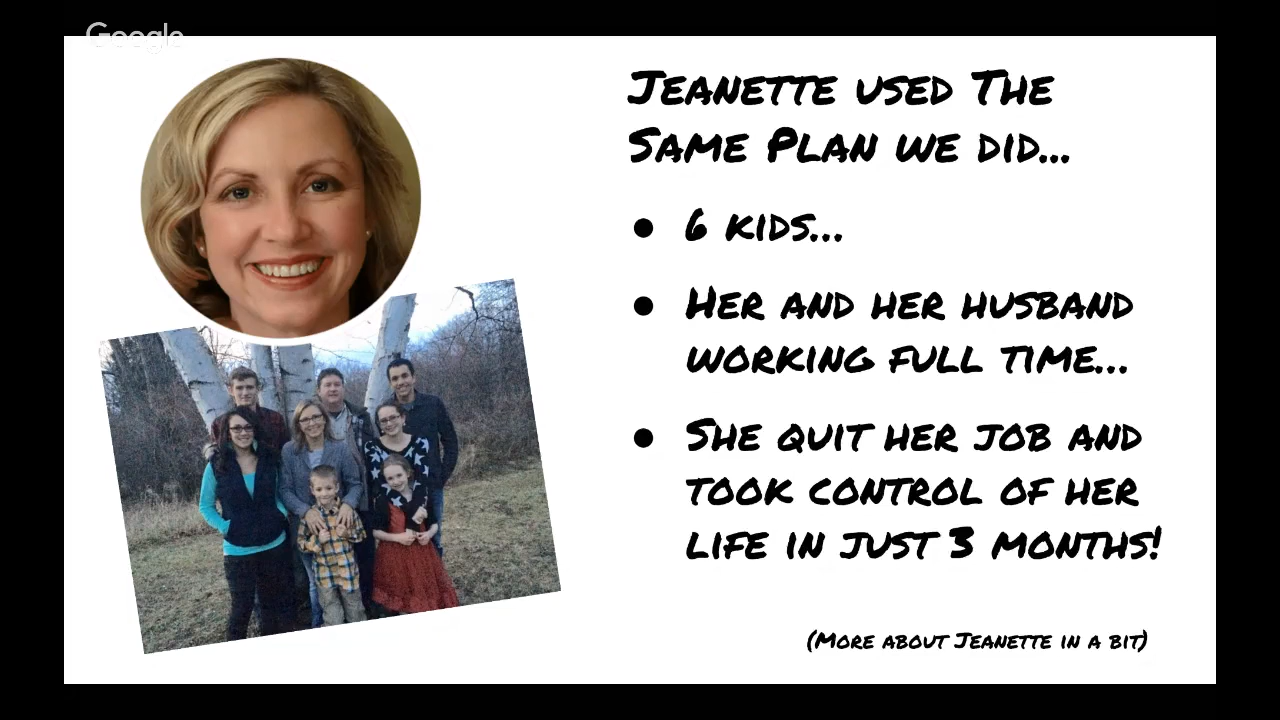 Google
Jeanette used The
Same Plan we did...
● 6 kids...
● Her and her husband
working full time...
● She quit her job and
took control of her
life in just 3 months!
(More about Jeanette in a bit)